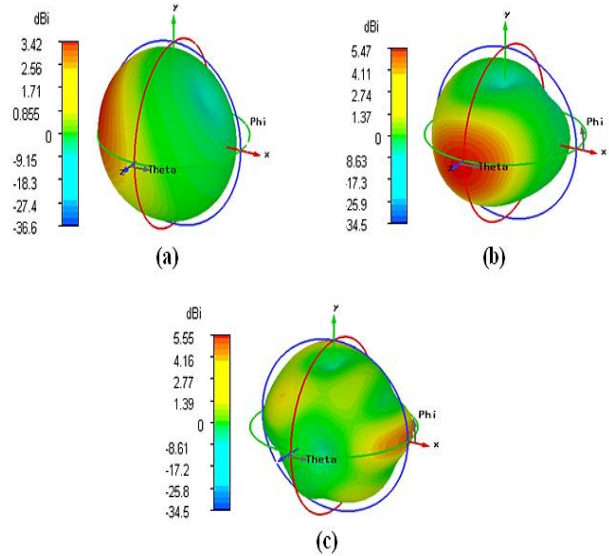 dBi
3.42
2.56
1.71
0.855
0
-9.15
-18.3
-27.4
-36.6
y
Phi
x
z
Theta
(a)
dBi
5.47
4.11
2.74
1.37
0
8.63
17.3
25.9
34.5
y
Phi
x
z
Theta
(b)
dBi
5.55
4.16
2.77
1.39
0
-8.61
-17.2
-25.8
-34.5
y
Phi
x
Theta
(c)